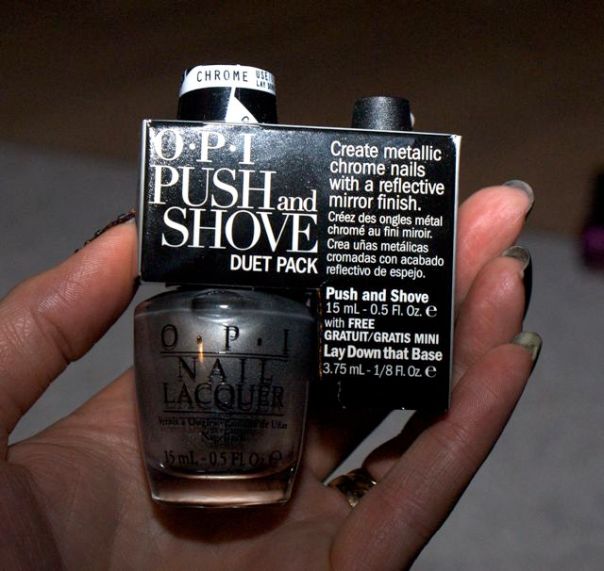 CHROME
LAY
O·P·I
PUSH and
SHOVE
DUET PACK
Create metallic
chrome nails
with a reflective
mirror finish.
Créez des ongles métal
chromé au fini miroir.
Crea uñas metálicas
cromadas con acabado
reflectivo de espejo.
Push and Shove
15 mL - 0.5 Fl. Oz. ℮
with FREE
GRATUIT/GRATIS MINI
Lay Down that Base
3.75 mL - 1/8 Fl. Oz. ℮
O·P·I
NAIL
LACQUER
15 mL - 0.5 Fl Oz